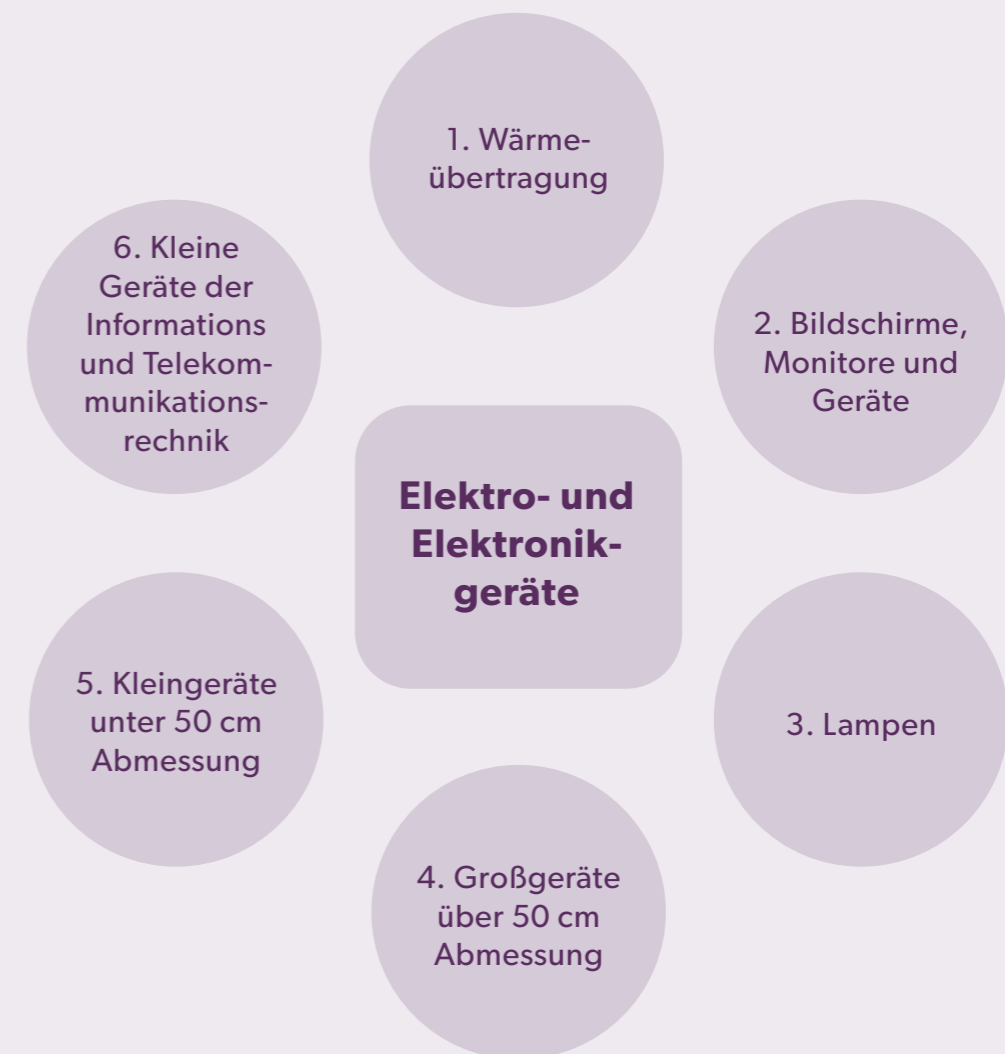 1. Wärme-
übertragung
2. Bildschirme,
Monitore und
Geräte
3. Lampen
4. Großgeräte
über 50 cm
Abmessung
5. Kleingeräte
unter 50 cm
Abmessung
6. Kleine
Geräte der
Informations
und Telekom-
munikations-
rechnik
Elektro- und
Elektronik-
geräte